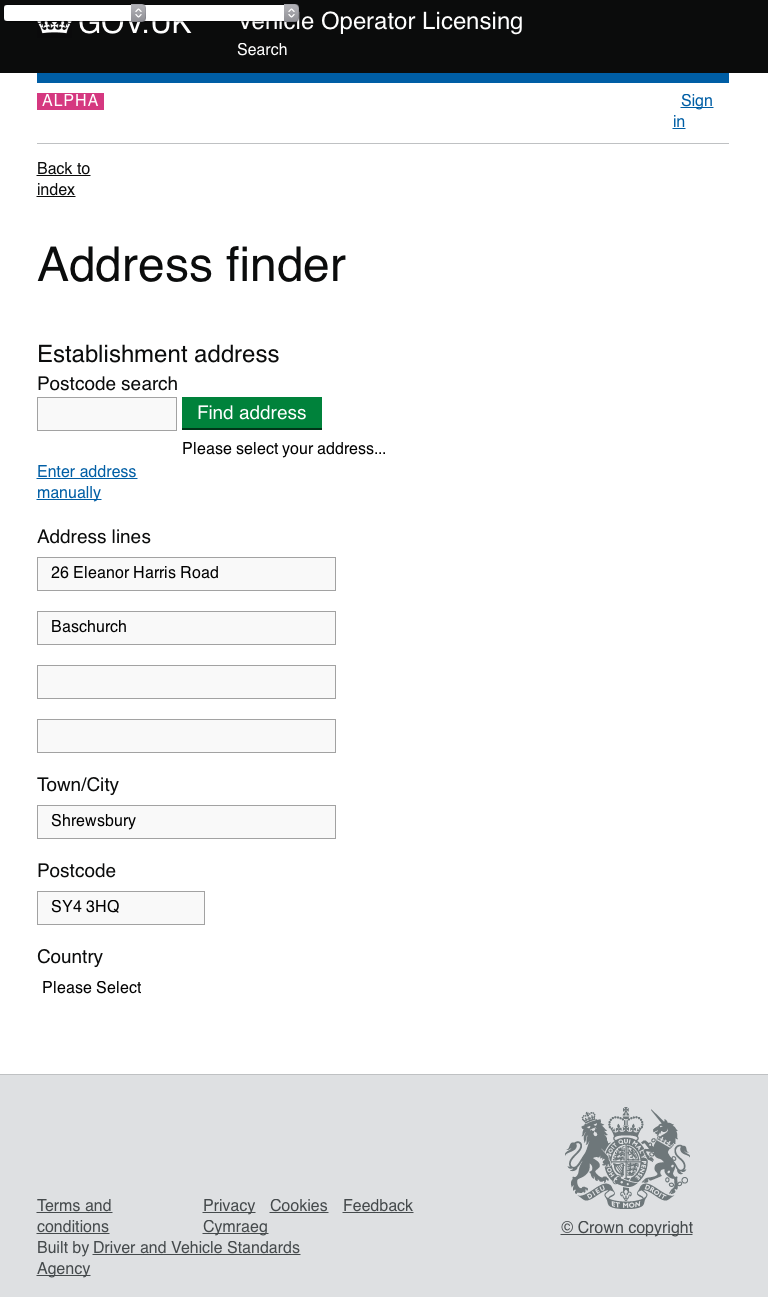 GOV.UK
Vehicle Operator Licensing
Search
ALPHA
Sign
in
Back to
index
Address finder
Establishment address
Postcode search
Find address
Please select your address...
Enter address
manually
Address lines
26 Eleanor Harris Road
Baschurch
Town/City
Shrewsbury
Postcode
SY4 3HQ
Country
Please Select
Terms and
conditions
Privacy Cookies Feedback
Cymraeg
Built by Driver and Vehicle Standards
Agency
© Crown copyright